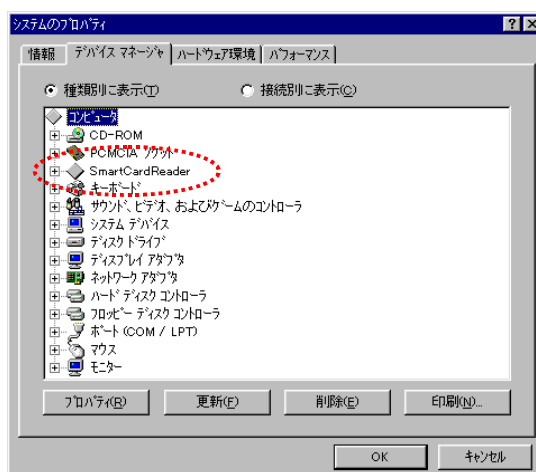 システムのプロパティ
情報 デバイス マネージャ ハードウェア環境 パフォーマンス
種類別に表示(T) 接続別に表示(C)
コンピュータ
CD-ROM
PCMCIA ソケット
SmartCardReader
キーボード
サウンド、ビデオ、およびゲームのコントローラ
システム デバイス
ディスク ドライブ
ディスプレイ アダプタ
ネットワーク アダプタ
ハード ディスク コントローラ
フロッピー ディスク コントローラ
ポート (COM / LPT)
マウス
モニター
プロパティ(R) 更新(F) 削除(E) 印刷(N)...
OK キャンセル